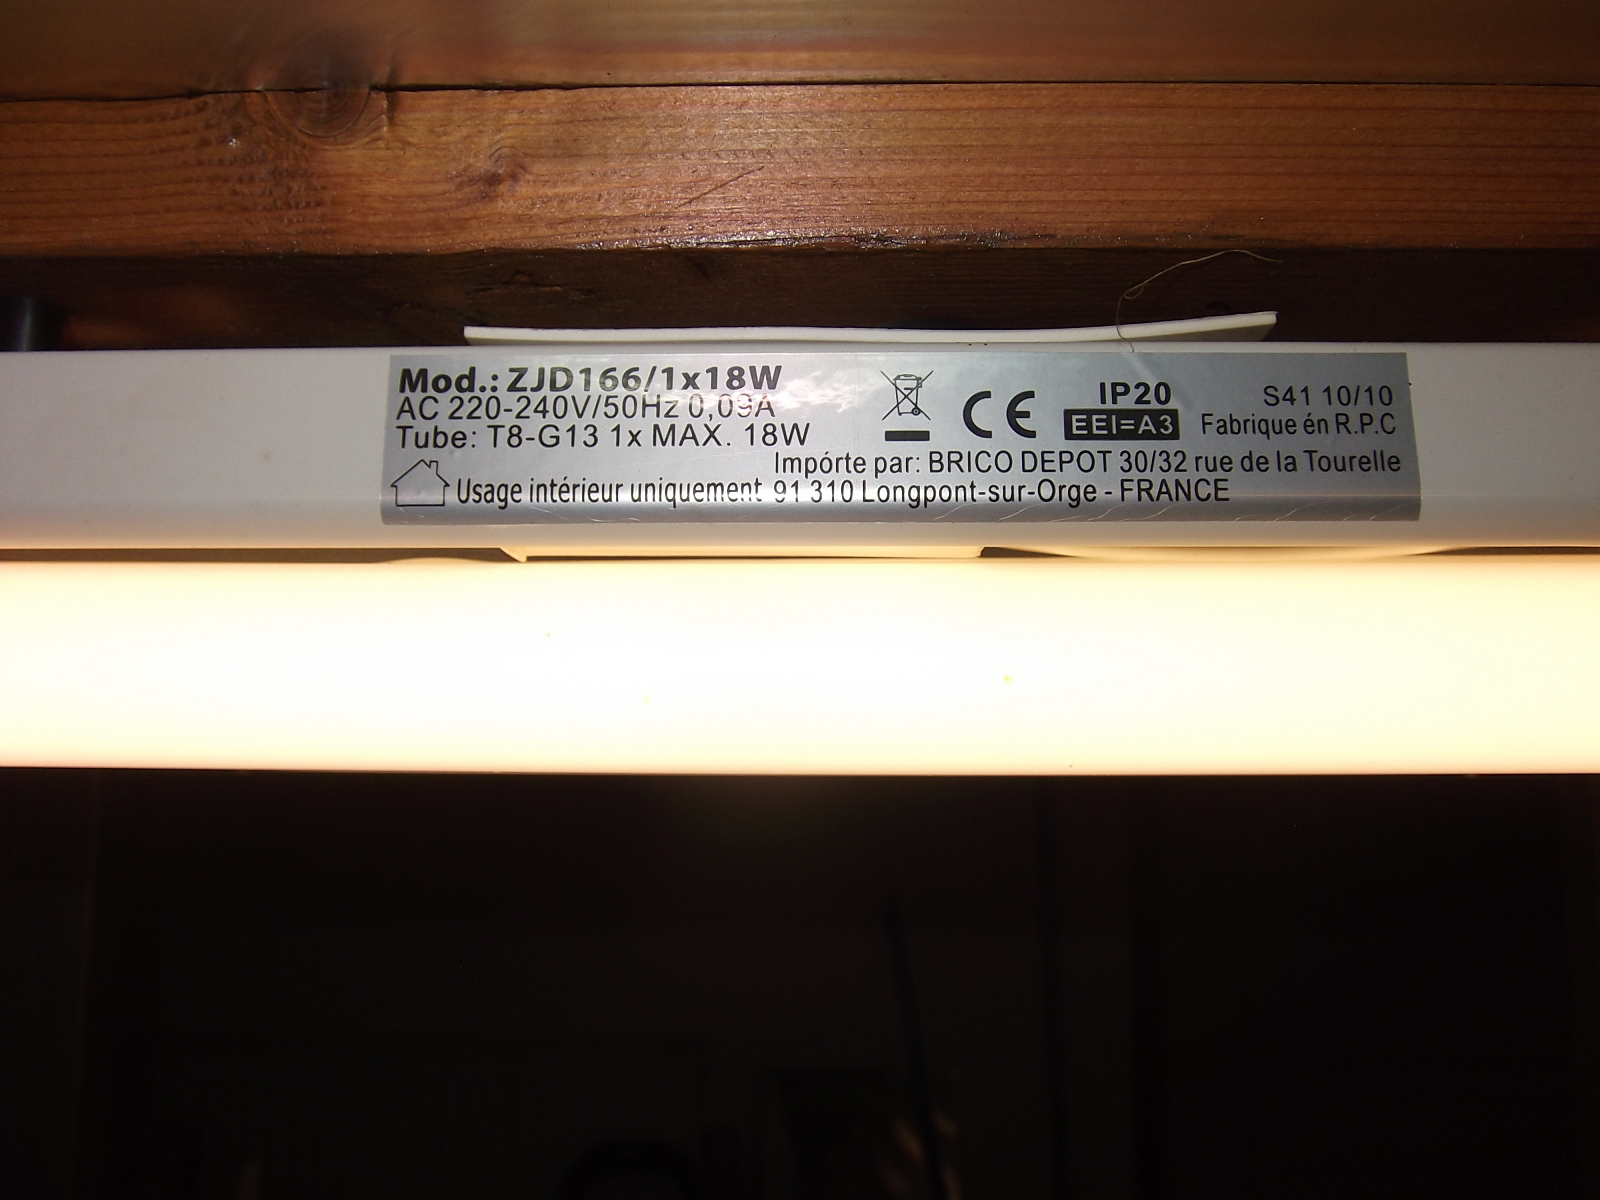 Mod.: ZJD166/1x18W
AC 220-240V/50Hz 0,09A
Tube: T8-G13 1x MAX. 18W
Usage intérieur uniquement
CE
IP20
EEI=A3
S41 10/10
Fabrique én R.P.C
Impórte par: BRICO DEPOT 30/32 rue de la Tourelle
91 310 Longpont-sur-Orge - FRANCE